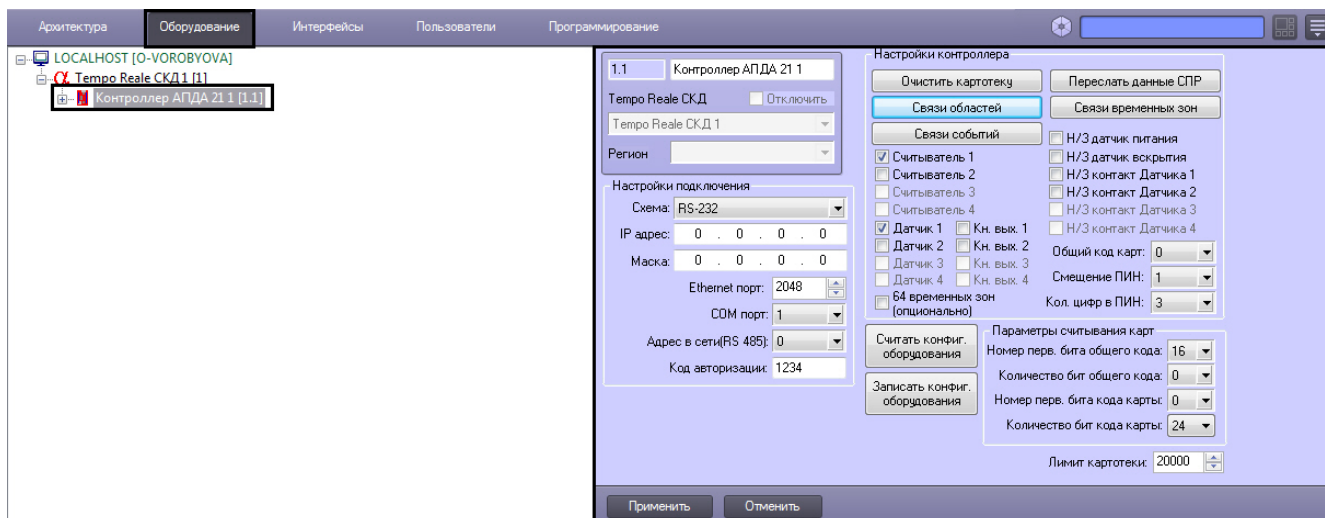 Архитектура Оборудование Интерфейсы Пользователи Программирование
LOCALHOST [O-VOROBYOVA]
Tempo Reale СКД 1 [1]
Контроллер АПДА 21 1 [1.1]
1.1 Контроллер АПДА 21 1
Tempo Reale СКД Отключить
Tempo Reale СКД 1
Регион
Настройки подключения
Схема: RS-232
IP адрес: 0 . 0 . 0 . 0
Маска: 0 . 0 . 0 . 0
Ethernet порт: 2048
COM порт: 1
Адрес в сети(RS 485): 0
Код авторизации: 1234
Настройки контроллера
Очистить картотеку Переслать данные СПР
Связи областей Связи временных зон
Связи событий
Н/З датчик питания
Считыватель 1 Н/З датчик вскрытия
Считыватель 2 Н/З контакт Датчика 1
Считыватель 3 Н/З контакт Датчика 2
Считыватель 4 Н/З контакт Датчика 3
Датчик 1 Кн. вых. 1 Н/З контакт Датчика 4
Датчик 2 Кн. вых. 2
Общий код карт: 0
Датчик 3 Кн. вых. 3
Датчик 4 Кн. вых. 4
Смещение ПИН: 1
64 временных зон
(опционально)
Кол. цифр в ПИН: 3
Считать конфиг.
оборудования
Записать конфиг.
оборудования
Параметры считывания карт
Номер перв. бита общего кода: 16
Количество бит общего кода: 0
Номер перв. бита кода карты: 0
Количество бит кода карты: 24
Лимит картотеки: 20000
Применить Отменить